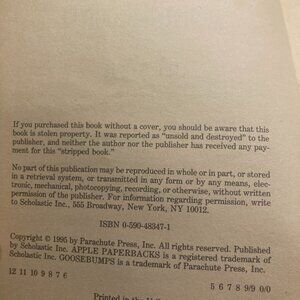 If you purchased this book without a cover, you should be aware that this
book is stolen property. It was reported as "unsold and destroyed" to the
publisher, and neither the author nor the publisher has received any pay-
ment for this "stripped book."
No part of this publication may be reproduced in whole or in part, or stored
in a retrieval system, or transmitted in any form or by any means, elec-
tronic, mechanical, photocopying, recording, or otherwise, without written
permission of the publisher. For information regarding permission, write
to Scholastic Inc., 555 Broadway, New York, NY 10012.
ISBN 0-590-48347-1
Copyright © 1995 by Parachute Press, Inc. All rights reserved. Published
by Scholastic Inc. APPLE PAPERBACKS is a registered trademark of
Scholastic Inc. GOOSEBUMPS is a trademark of Parachute Press, Inc.
12 11 10 9 8 7 6 5 6 7 8 9/9 0/0
Printed in the